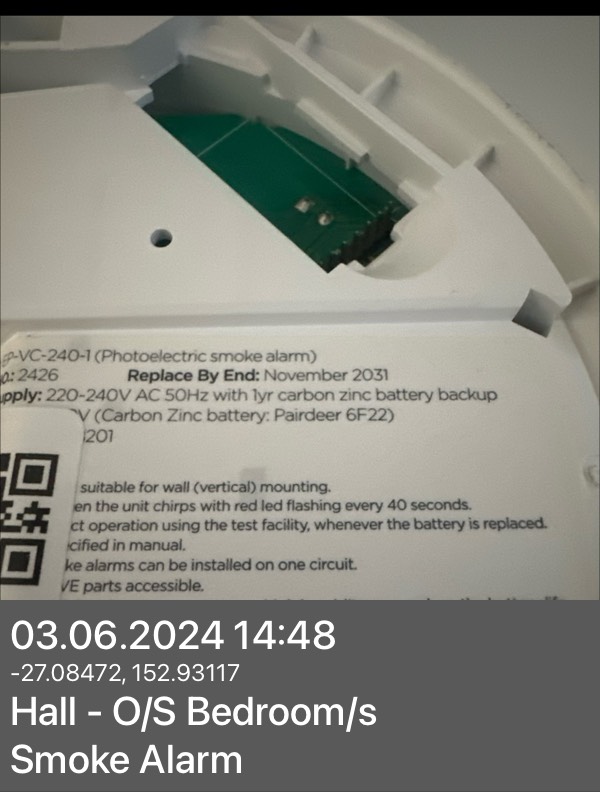 -VC-240-1 (Photoelectric smoke alarm)
o.: 2426 Replace By End: November 2031
pply: 220-240V AC 50Hz with 1yr carbon zinc battery backup
V (Carbon Zinc battery: Pairdeer 6F22)
1201
suitable for wall (vertical) mounting.
en the unit chirps with red led flashing every 40 seconds.
ct operation using the test facility, whenever the battery is replaced.
cified in manual.
ke alarms can be installed on one circuit.
VE parts accessible.
03.06.2024 14:48
-27.08472, 152.93117
Hall - O/S Bedroom/s
Smoke Alarm